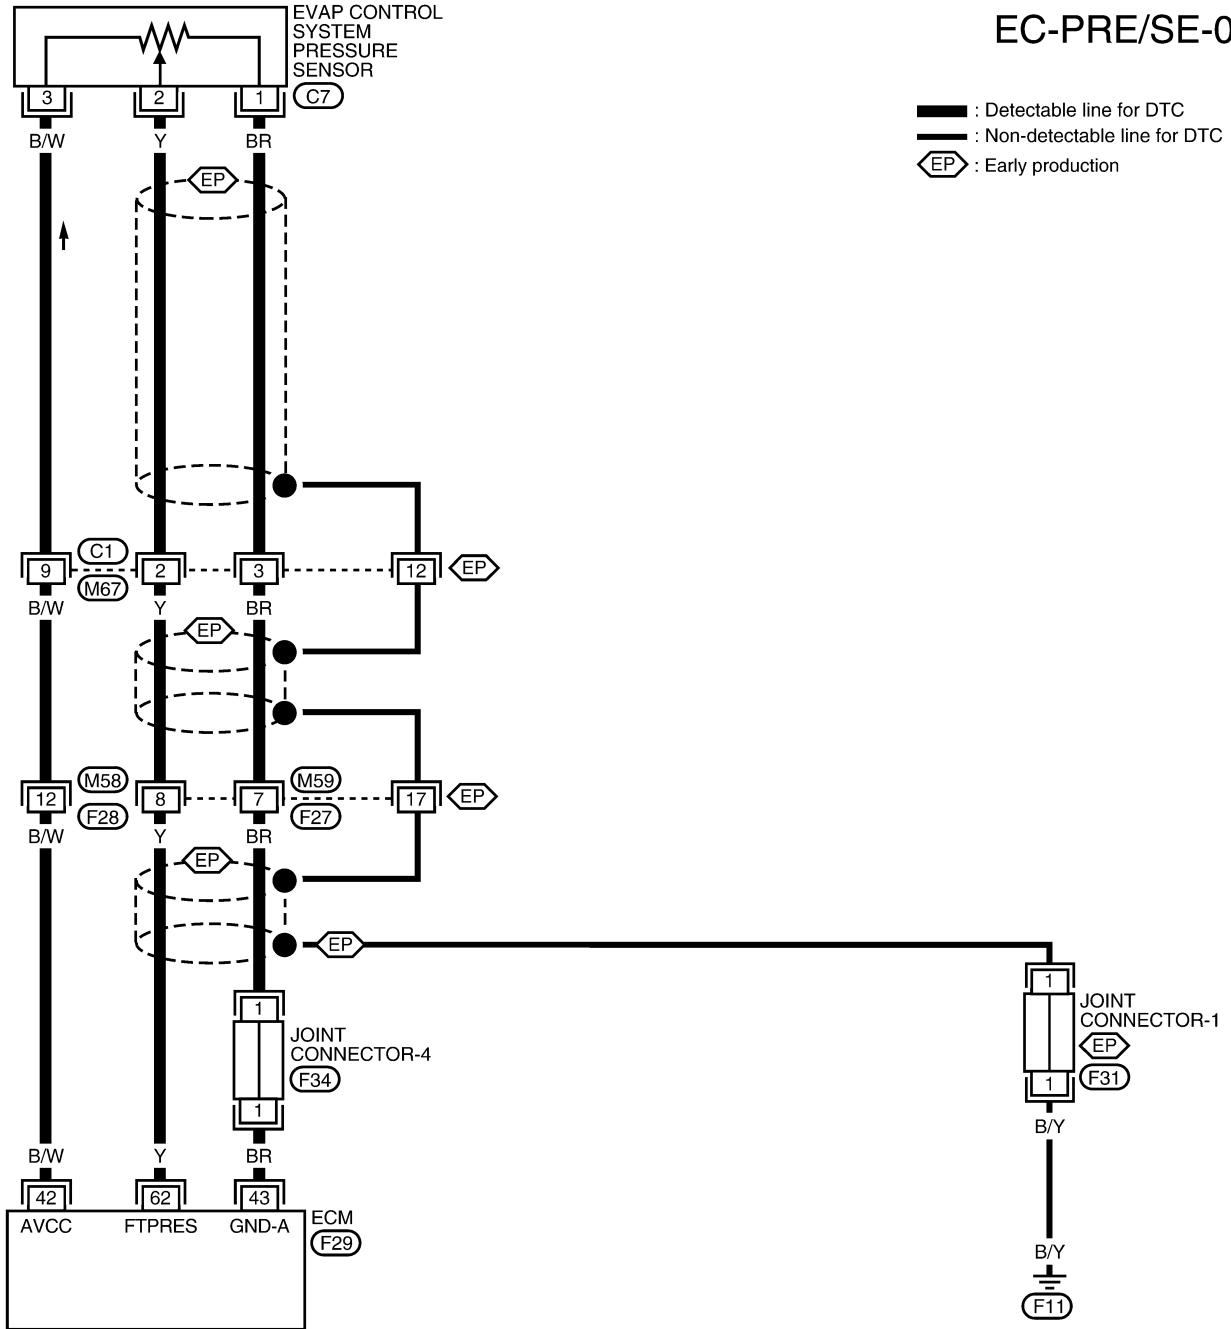 EC-PRE/SE-0
EVAP CONTROL
SYSTEM
PRESSURE
SENSOR
3 2 1 C7
B/W Y BR
: Detectable line for DTC
: Non-detectable line for DTC
EP : Early production
EP
C1
9 2 3 12 EP
M67
B/W Y BR
EP
M58 M59
12 8 7 17 EP
F28 F27
B/W Y BR
EP
EP
1
JOINT
CONNECTOR-4
F34
1
1
JOINT
CONNECTOR-1
EP
F31
1
B/Y
B/W Y BR
42 62 43
AVCC FTPRES GND-A
ECM
F29
B/Y
F11